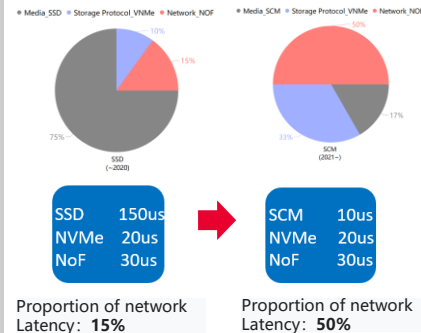 Media_SSD Storage Protocol_VNMe Network_NOF
10%
15%
75%
SSD
(~2020)
Media_SCM Storage Protocol_VNMe Network_NOF
50%
17%
33%
SCM
(2021~)
SSD 150us
NVMe 20us
NoF 30us
SCM 10us
NVMe 20us
NoF 30us
Proportion of network
Latency: 15%
Proportion of network
Latency: 50%